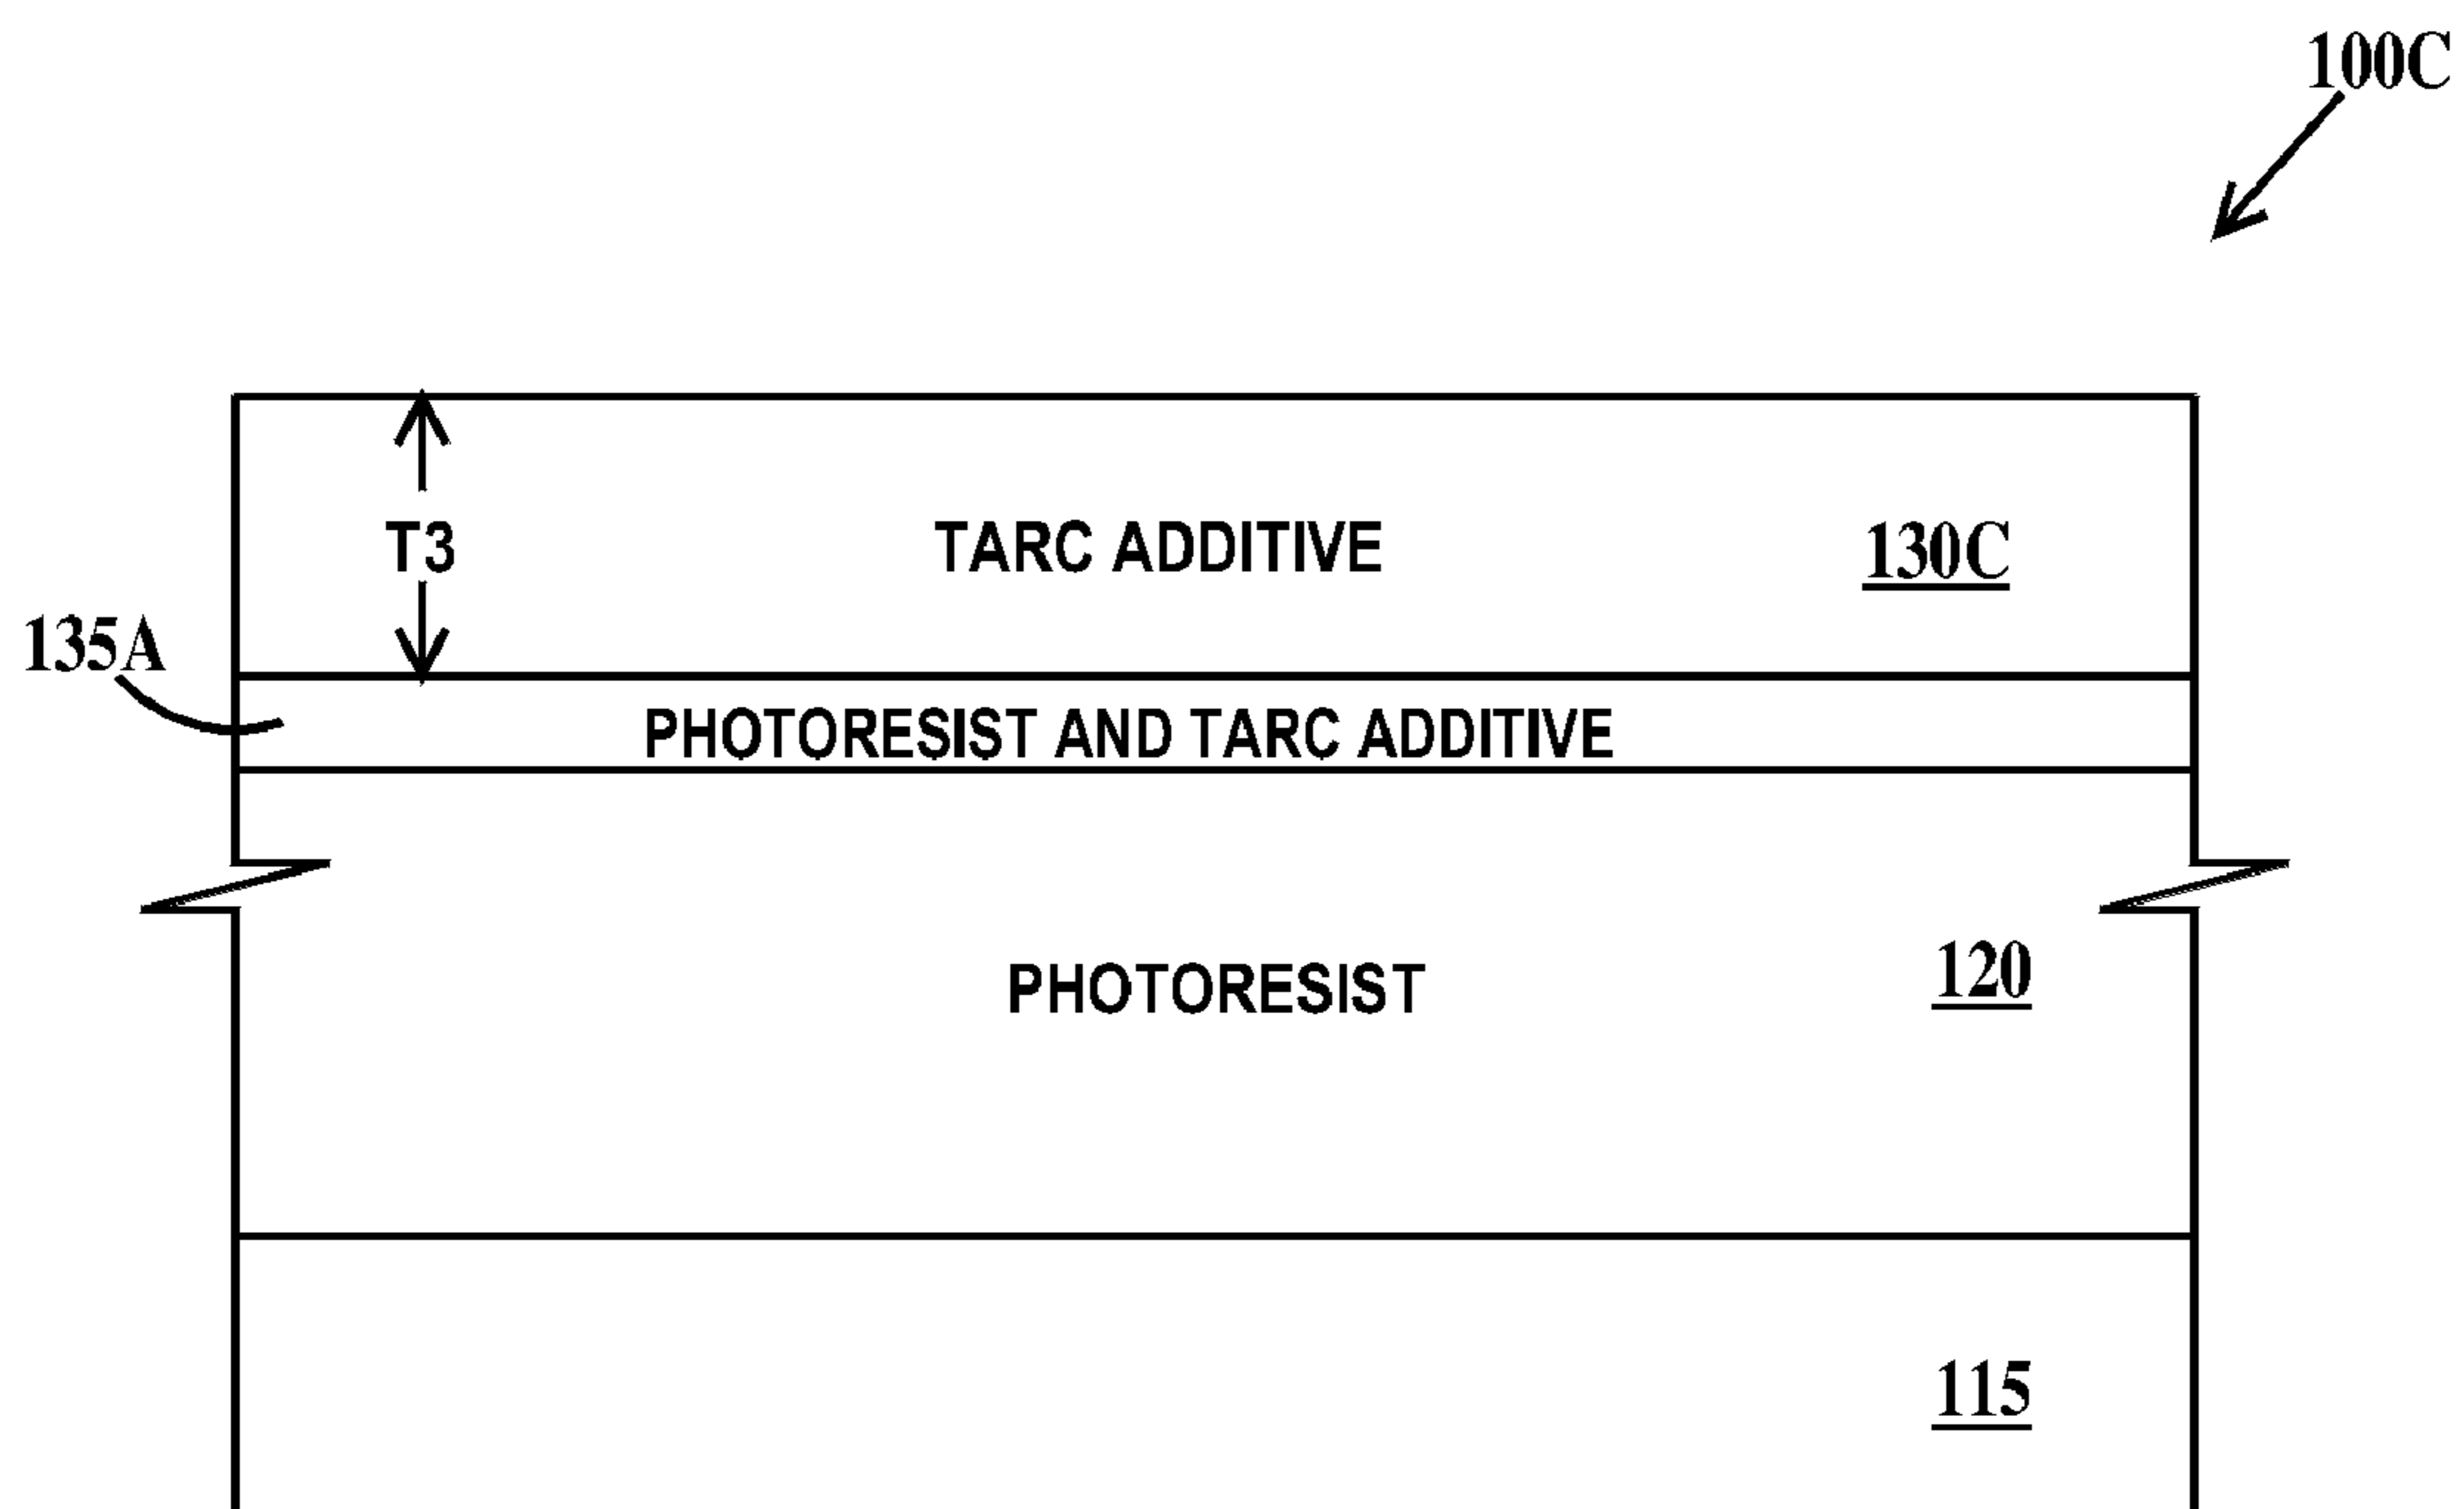 100C
T3
TARC ADDITIVE
130C
135A
PHOTORESIST AND TARC ADDITIVE
120
PHOTORESIST
115